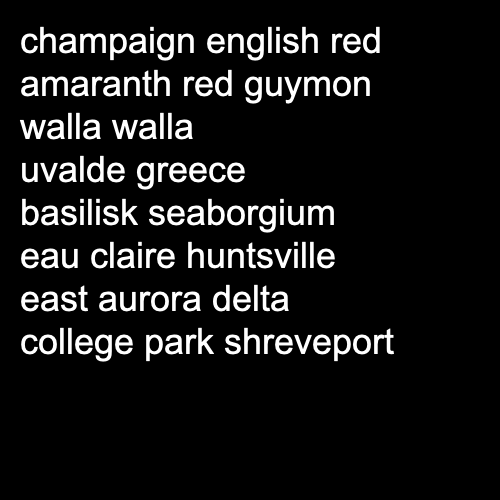 champaign english red
amaranth red guymon
walla walla
uvalde greece
basilisk seaborgium
eau claire huntsville
east aurora delta
college park shreveport